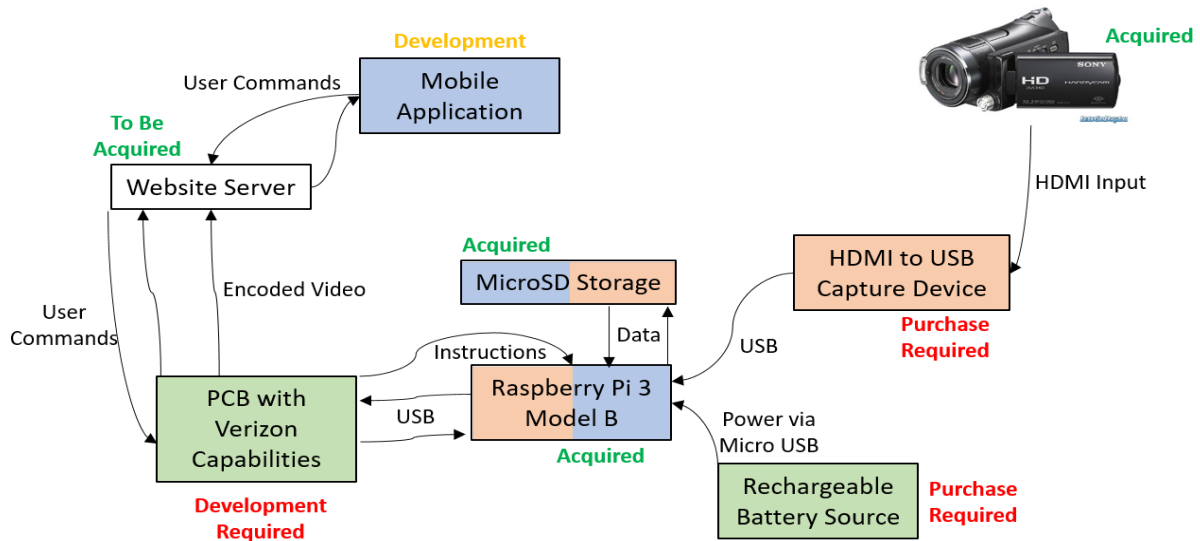 Development
Mobile
Application
User Commands
Acquired
SONY
HD
HANDYCAM
To Be
Acquired
Website Server
HDMI Input
Acquired
MicroSD Storage
HDMI to USB
Capture Device
Purchase
Required
User
Commands
Encoded Video
Data
USB
Instructions
Raspberry Pi 3
Model B
Acquired
USB
PCB with
Verizon
Capabilities
Development
Required
Power via
Micro USB
Rechargeable
Battery Source
Purchase
Required